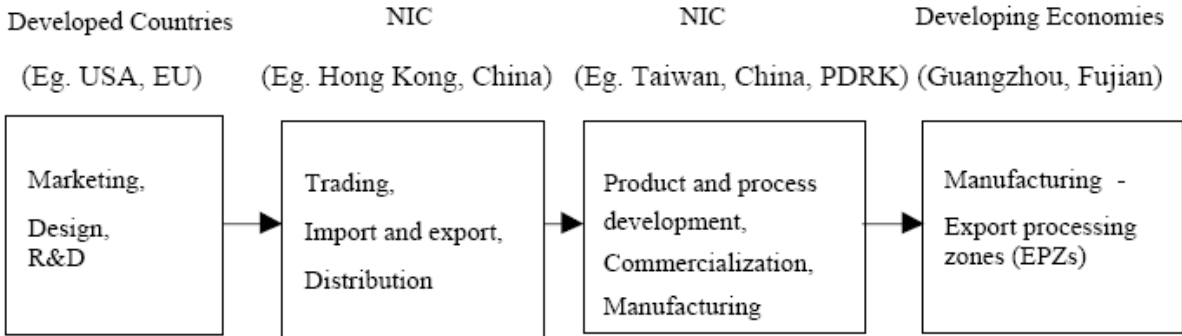 Developed Countries
NIC
NIC
Developing Economies
(Eg. USA, EU)
(Eg. Hong Kong, China)
(Eg. Taiwan, China, PDRK)
(Guangzhou, Fujian)
Marketing,
Design,
R&D
Trading,
Import and export,
Distribution
Product and process
development,
Commercialization,
Manufacturing
Manufacturing -
Export processing
zones (EPZs)